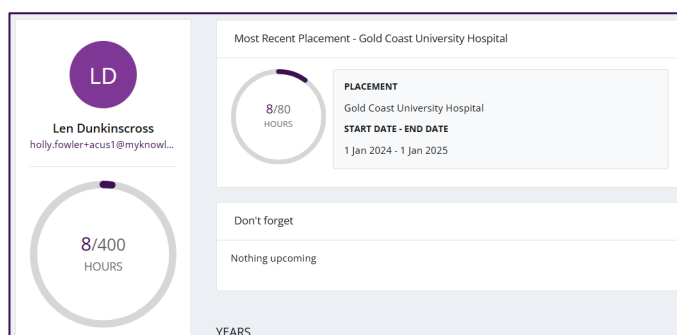 LD
Len Dunkinscross
holly.fowler+acus1@myknowl...
8/400
HOURS
Most Recent Placement - Gold Coast University Hospital
8/80
HOURS
PLACEMENT
Gold Coast University Hospital
START DATE - END DATE
1 Jan 2024 - 1 Jan 2025
Don't forget
Nothing upcoming
YEARS